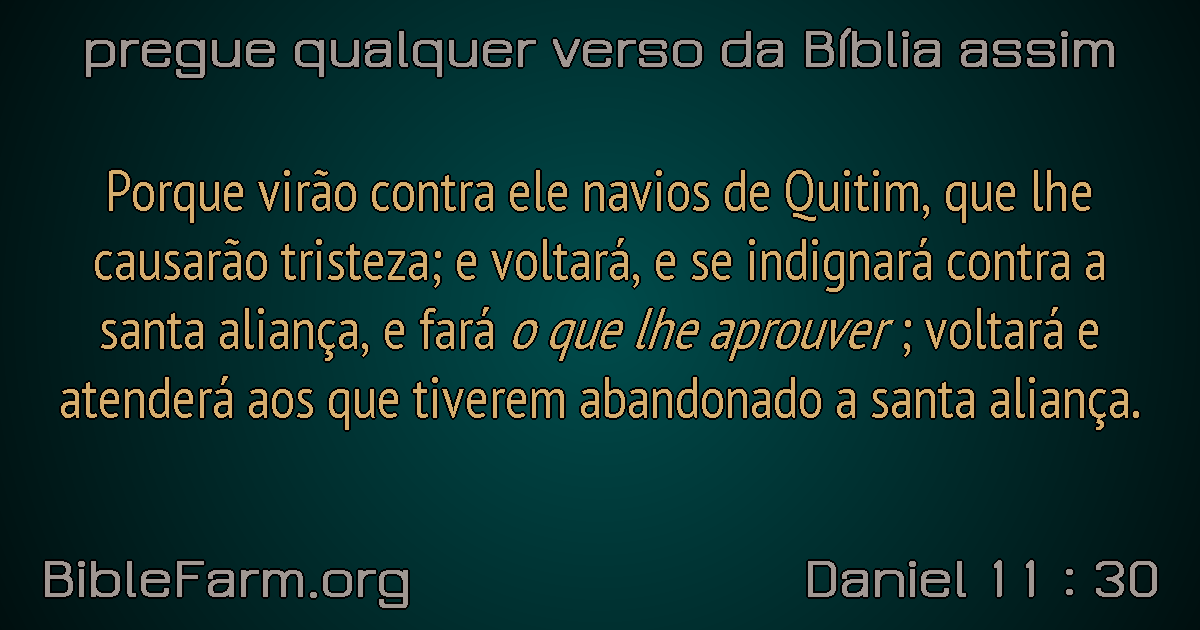 pregue qualquer verso da Bíblia assim
Porque virão contra ele navios de Quitim, que lhe
causarão tristeza; e voltará, e se indignará contra a
santa aliança, e fará o que lhe aprouver ; voltará e
atenderá aos que tiverem abandonado a santa aliança.
BibleFarm.org
Daniel 11 : 30